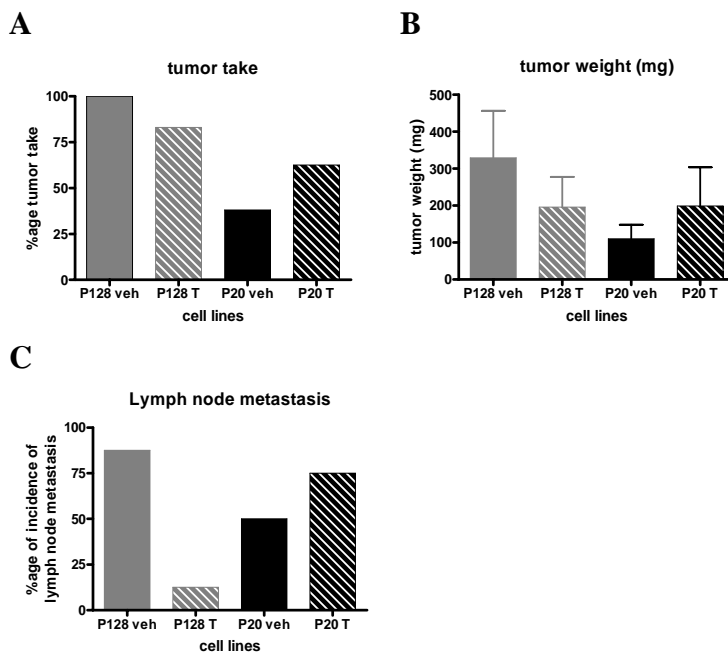 A
tumor take
%age tumor take
100
75
50
25
0
P128 veh P128 T P20 veh P20 T
cell lines
B
tumor weight (mg)
tumor weight (mg)
500
400
300
200
100
0
P128 veh P128 T P20 veh P20 T
cell lines
C
Lymph node metastasis
%age of incidence of
lymph node metastasis
100
75
50
25
0
P128 veh P128 T P20 veh P20 T
cell lines